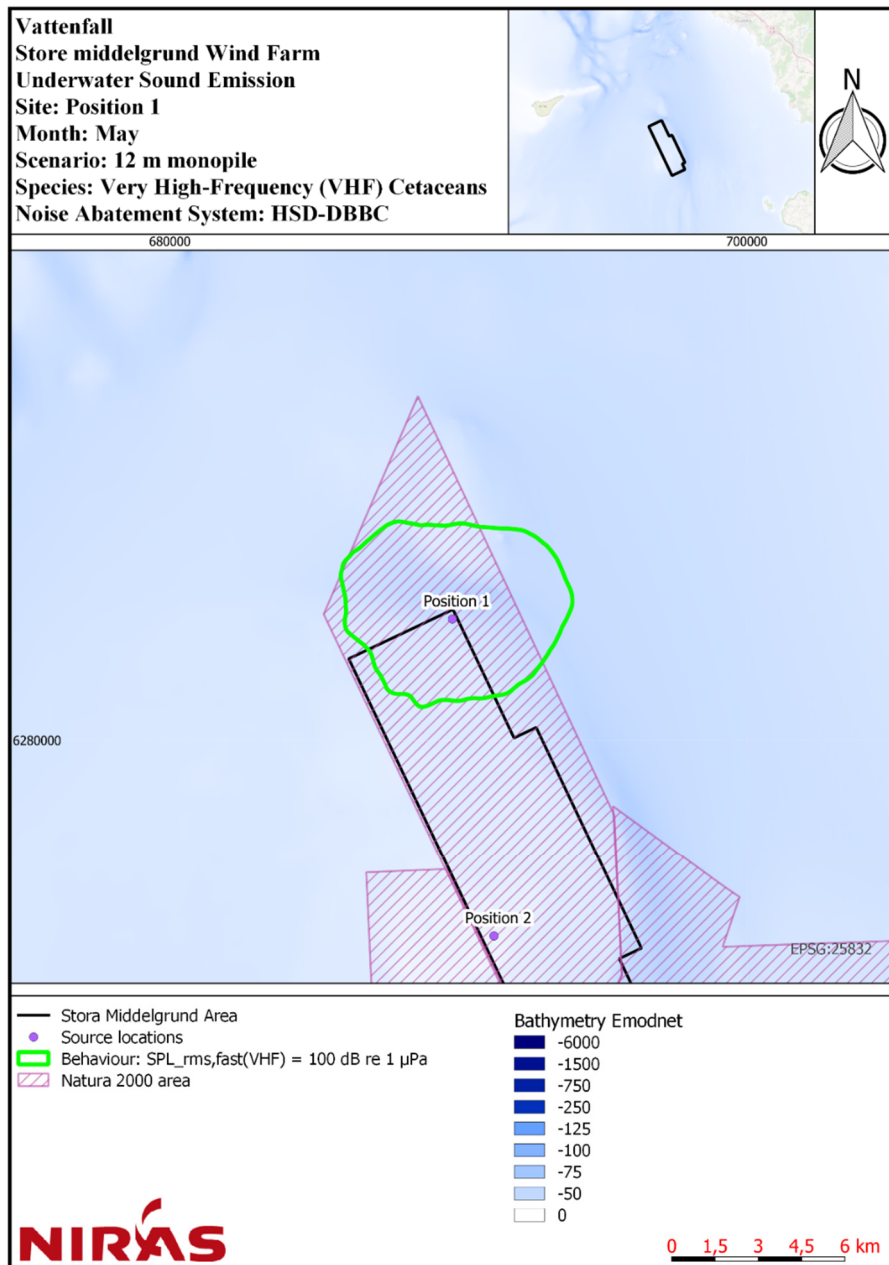 Vattenfall
Store middelgrund Wind Farm
Underwater Sound Emission
Site: Position 1
Month: May
Scenario: 12 m monopile
Species: Very High-Frequency (VHF) Cetaceans
Noise Abatement System: HSD-DBBC
N
680000
700000
Position 1
6280000
Position 2
EPSG:25832
Stora Middelgrund Area
Source locations
Behaviour: SPL_rms,fast(VHF) = 100 dB re 1 µPa
Natura 2000 area
Bathymetry Emodnet
-6000
-1500
-750
-250
-125
-100
-75
-50
0
NIRAS
0 1,5 3 4,5 6 km